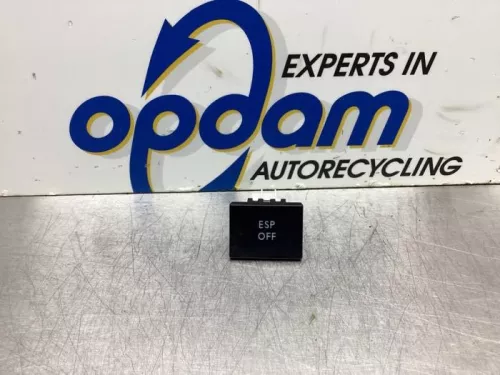 EXPERTS IN
opdam
AUTORECYCLING
ESP
OFF